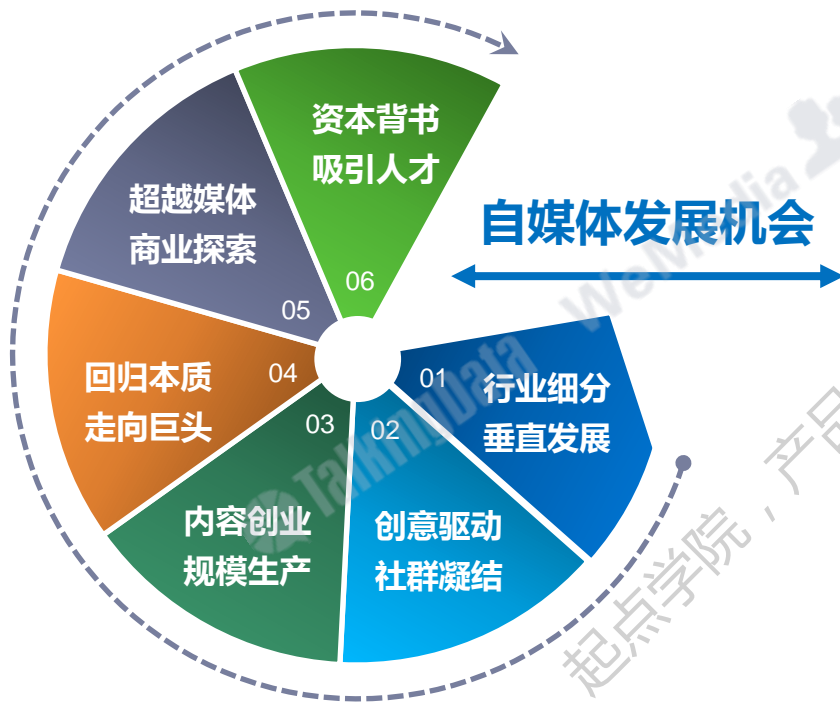 自媒体发展机会
01
行业细分
垂直发展
02
创意驱动
社群凝结
03
内容创业
规模生产
04
回归本质
走向巨头
05
超越媒体
商业探索
06
资本背书
吸引人才
TalkingData
WeMedia
起点学院，产品